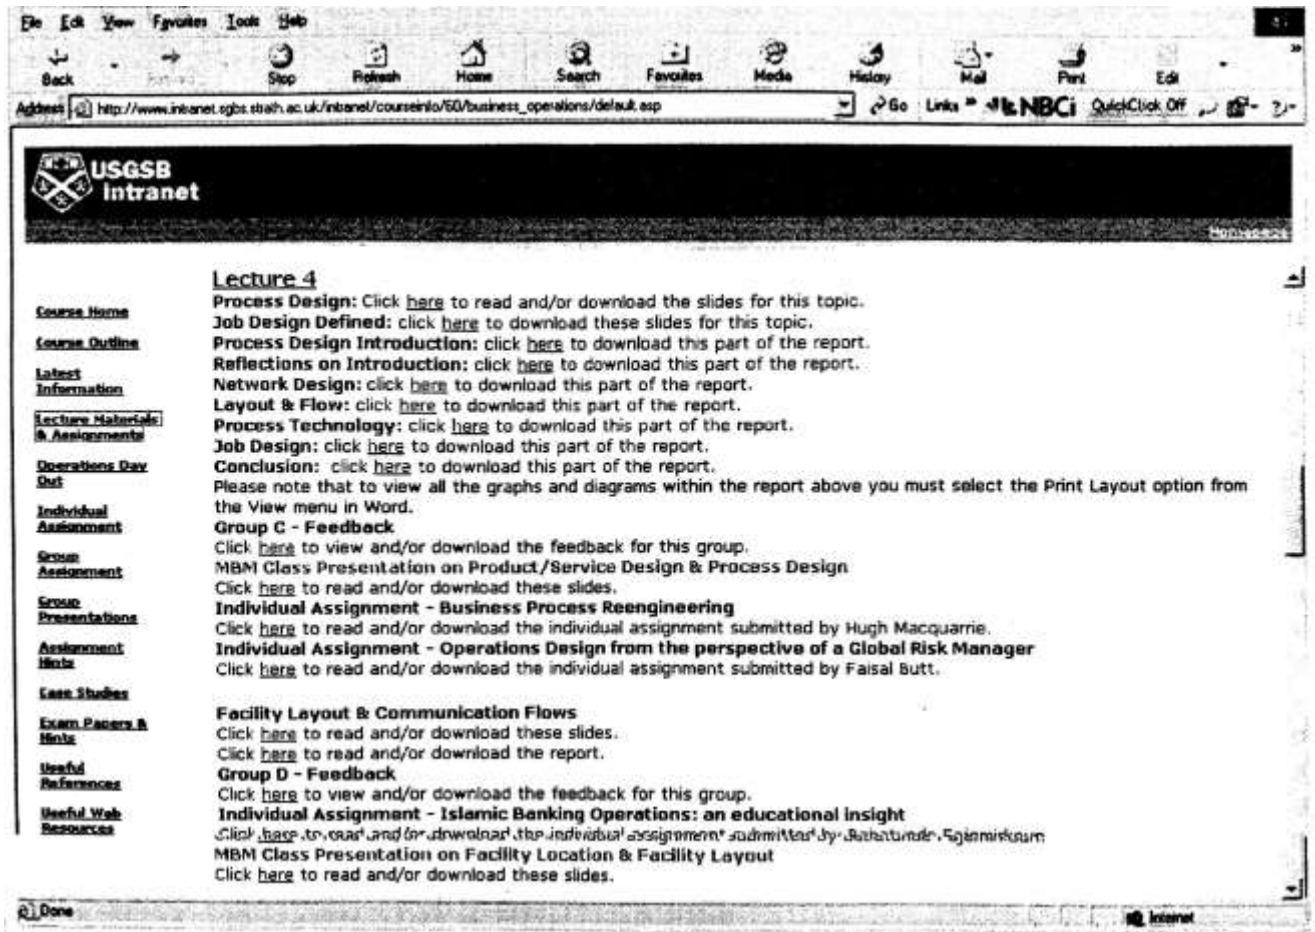 File Edit View Favorites Tools Help
Back Stop Refresh Home Search Favorites Media History Mail Print Edit
Address http://www.intranet.sgbs.strath.ac.uk/intranet/courseinfo/60/business_operations/default.asp Go Links » NBCi QuickClick Off
USGSB
intranet
Homepage
Lecture 4
Process Design: Click here to read and/or download the slides for this topic.
Job Design Defined: click here to download these slides for this topic.
Process Design Introduction: click here to download this part of the report.
Reflections on Introduction: click here to download this part of the report.
Network Design: click here to download this part of the report.
Layout & Flow: click here to download this part of the report.
Process Technology: click here to download this part of the report.
Job Design: click here to download this part of the report.
Conclusion: click here to download this part of the report.
Please note that to view all the graphs and diagrams within the report above you must select the Print Layout option from
the View menu in Word.
Group C - Feedback
Click here to view and/or download the feedback for this group.
MBM Class Presentation on Product/Service Design & Process Design
Click here to read and/or download these slides.
Individual Assignment - Business Process Reengineering
Click here to read and/or download the individual assignment submitted by Hugh Macquarrie.
Individual Assignment - Operations Design from the perspective of a Global Risk Manager
Click here to read and/or download the individual assignment submitted by Faisal Butt.
Facility Layout & Communication Flows
Click here to read and/or download these slides.
Click here to read and/or download the report.
Group D - Feedback
Click here to view and/or download the feedback for this group.
Individual Assignment - Islamic Banking Operations: an educational insight
Click here to read and/or download the individual assignment submitted by
MBM Class Presentation on Facility Location & Facility Layout
Click here to read and/or download these slides.
Course Home
Course Outline
Latest
Information
Lecture Materials
& Assignments
Operations Day
Out
Individual
Assignment
Group
Assignment
Group
Presentations
Assignment
Hints
Case Studies
Exam Papers &
Hints
Useful
References
Useful Web
Resources
Done Internet